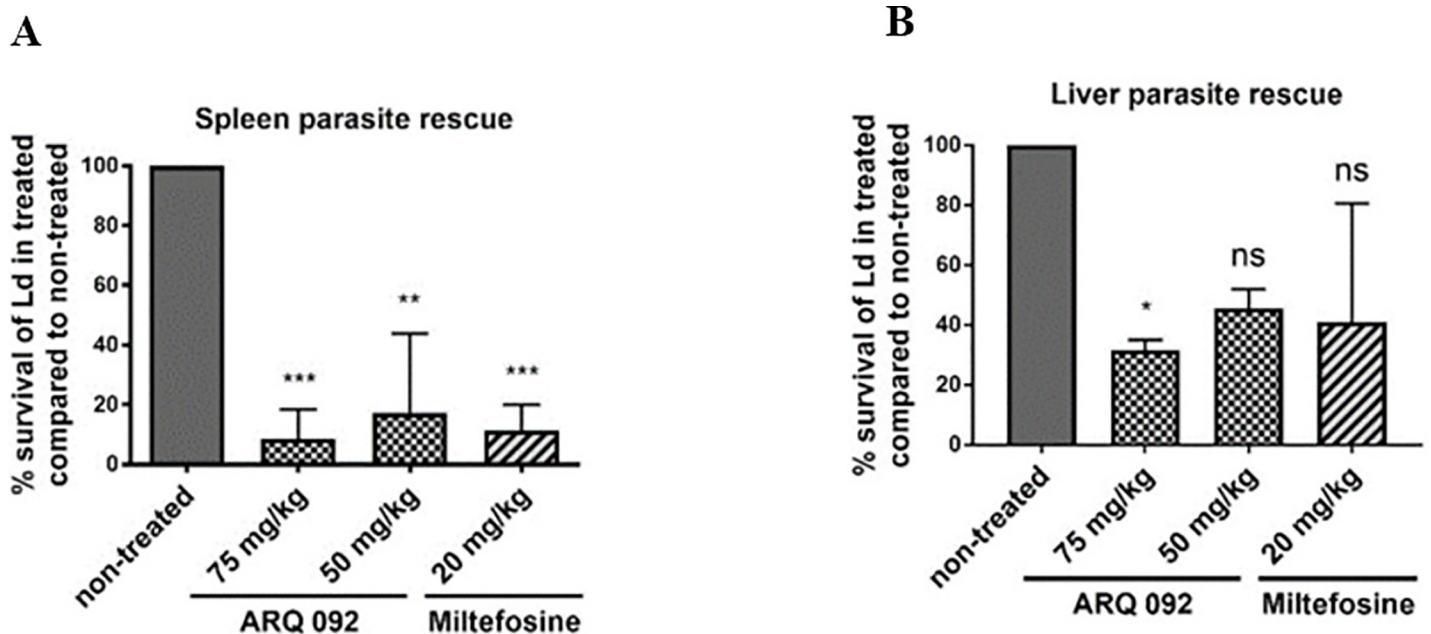 A
Spleen parasite rescue
% survival of Ld in treated
compared to non-treated
100
80
60
40
20
0
***
**
***
non-treated
75 mg/kg
50 mg/kg
20 mg/kg
ARQ 092
Miltefosine
B
Liver parasite rescue
% survival of Ld in treated
compared to non-treated
100
80
60
40
20
0
*
ns
ns
non-treated
75 mg/kg
50 mg/kg
20 mg/kg
ARQ 092
Miltefosine